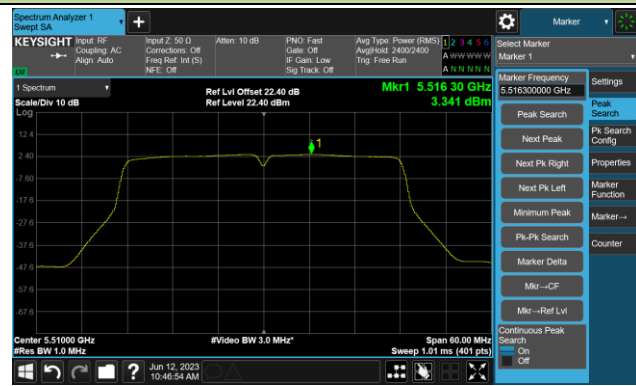 Spectrum Analyzer 1
Swept SA
Marker
KEYSIGHT
Input: RF
Coupling: AC
Align: Auto
Input Z: 50 Ω
Corrections: Off
Freq Ref: Int (S)
NFE: Off
Atten: 10 dB
PNO: Fast
Gate: Off
IF Gain: Low
Sig Track: Off
Avg Type: Power (RMS)
Avg|Hold: 2400/2400
Trig: Free Run
1 2 3 4 5 6
A W W W W W
A N N N N N
LXI
Select Marker
Marker 1
1 Spectrum
Scale/Div 10 dB
Log
Ref Lvl Offset 22.40 dB
Ref Level 22.40 dBm
Mkr1 5.516 30 GHz
3.341 dBm
1
12.4
2.40
-7.60
-17.6
-27.6
-37.6
-47.6
-57.6
-67.6
Center 5.51000 GHz
#Res BW 1.0 MHz
#Video BW 3.0 MHz*
Span 60.00 MHz
Sweep 1.01 ms (401 pts)
Marker Frequency
5.516300000 GHz
Peak Search
Next Peak
Next Pk Right
Next Pk Left
Minimum Peak
Pk-Pk Search
Marker Delta
Mkr→CF
Mkr→Ref Lvl
Continuous Peak
Search
On
Off
Settings
Peak
Search
Pk Search
Config
Properties
Marker
Function
Marker→
Counter
?
Jun 12, 2023
10:46:54 AM